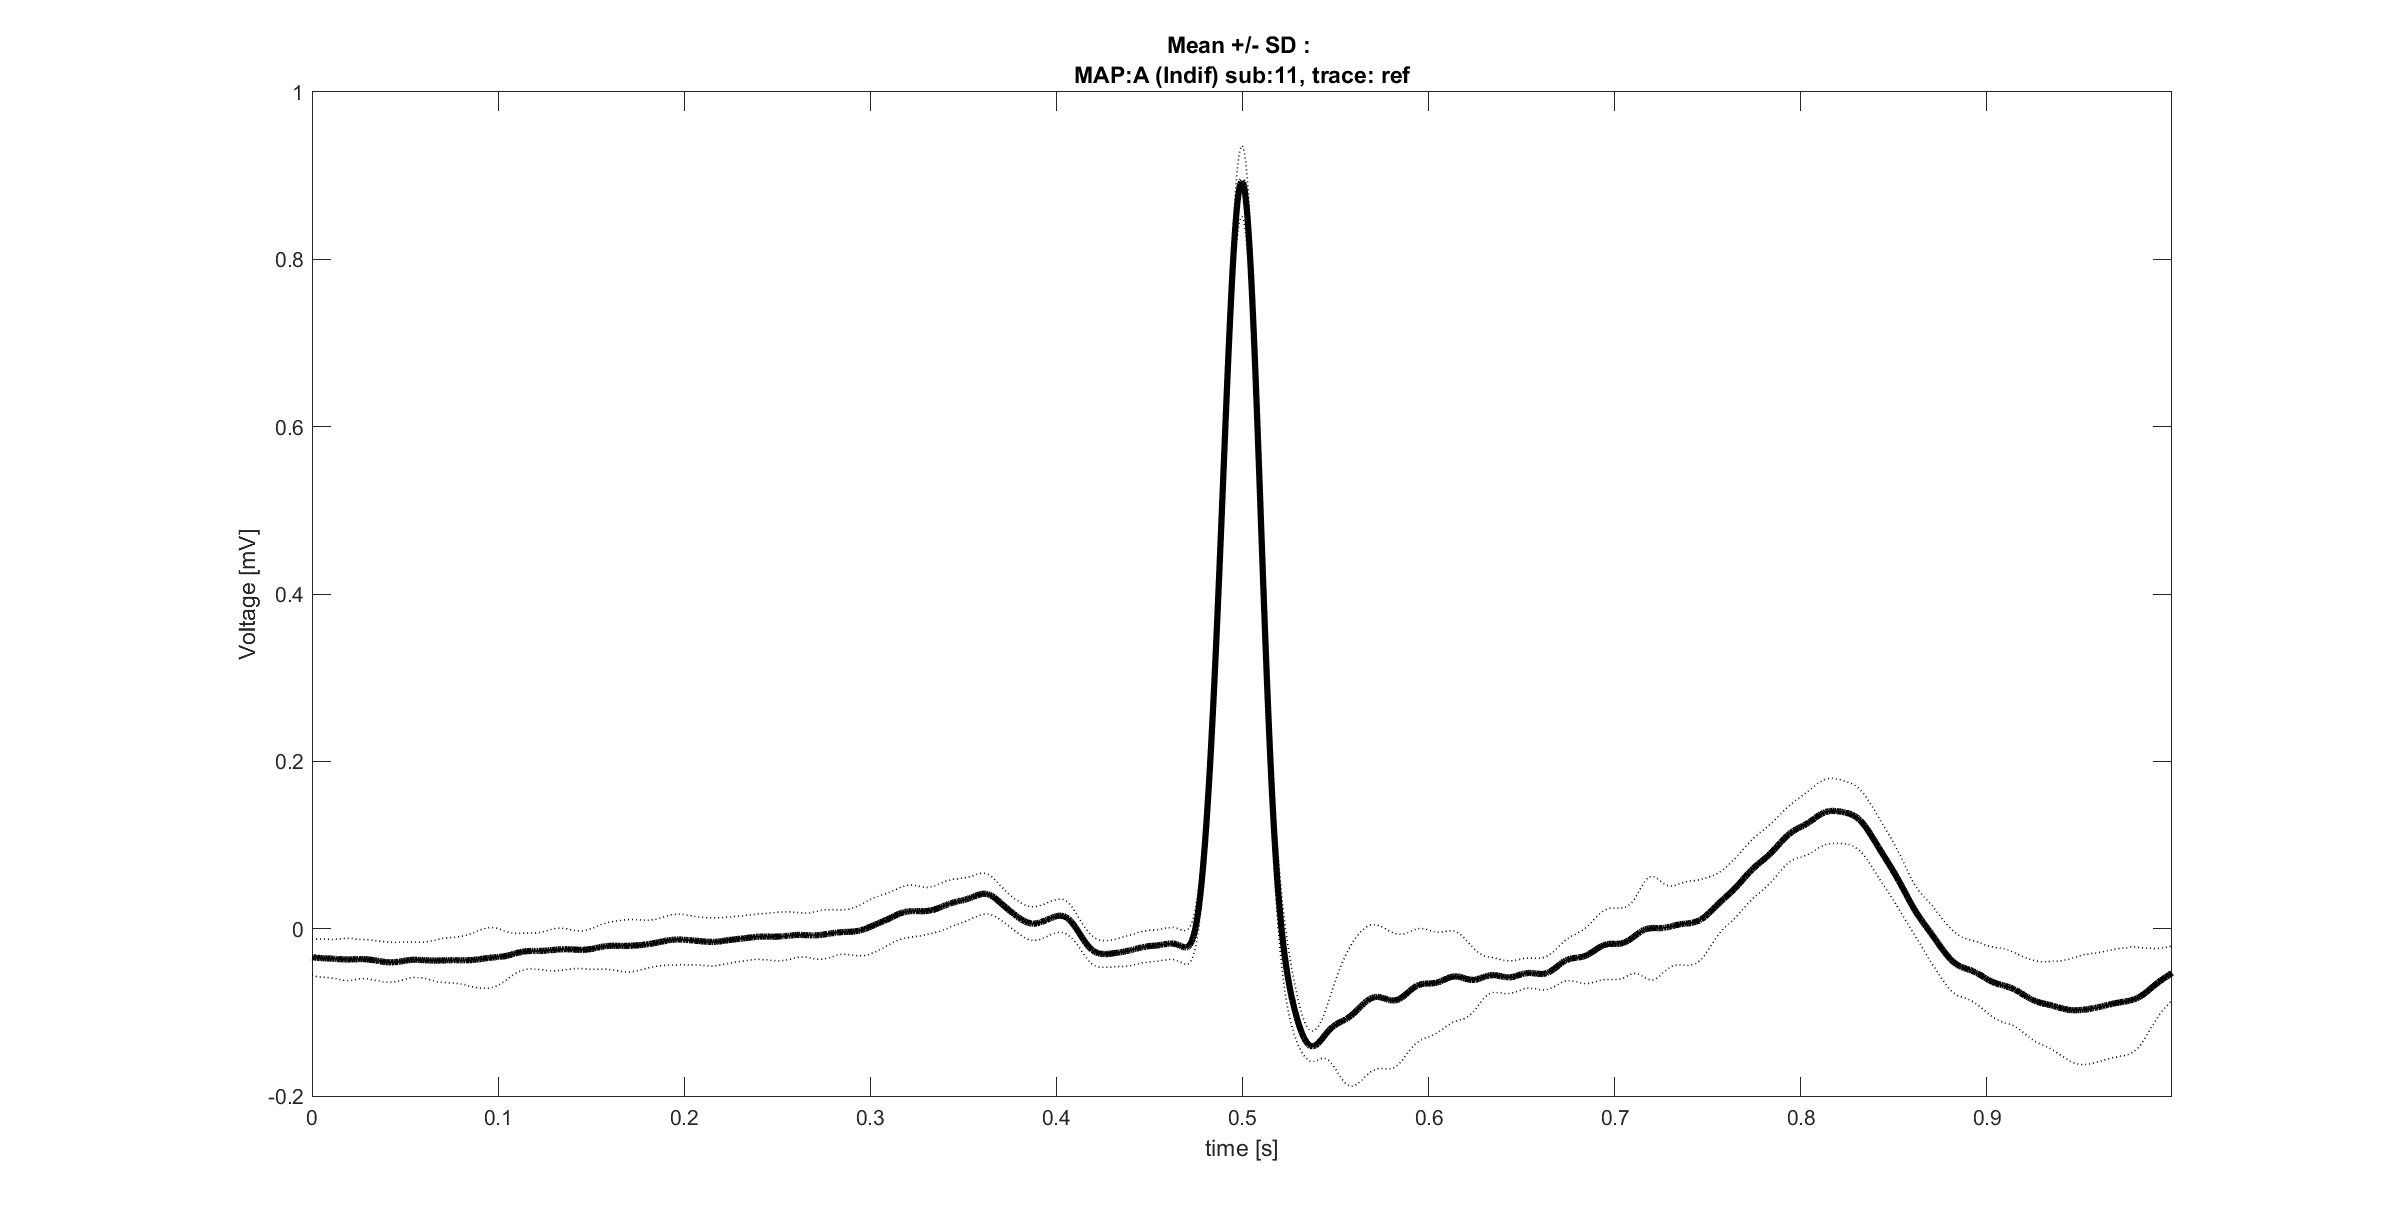 Mean +/- SD :
MAP:A (Indif) sub:11, trace: ref
1
0.8
0.6
0.4
0.2
0
-0.2
Voltage [mV]
0 0.1 0.2 0.3 0.4 0.5 0.6 0.7 0.8 0.9
time [s]